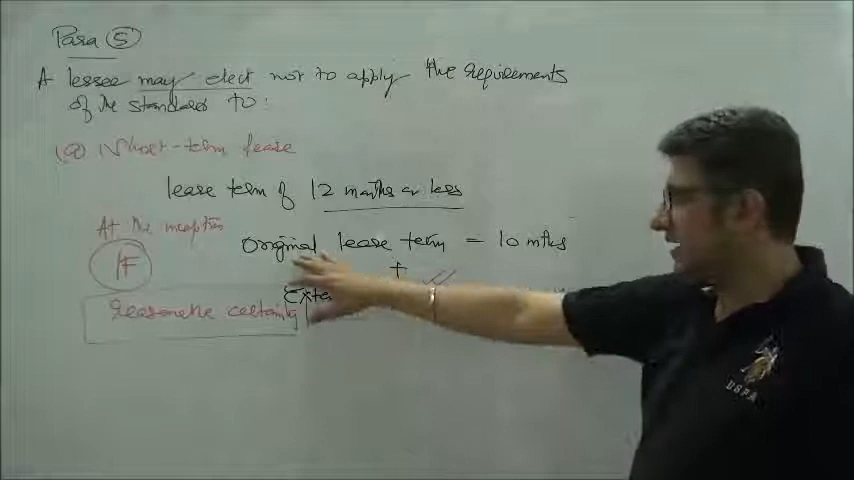 Para 5
A lessee may elect not to apply the requirements
of the standard to:
(a) Short-term lease
lease term of 12 months or less
At the inception
Original lease term = 10 mths
IF
+
Exte
Reasonable certainty
USPA